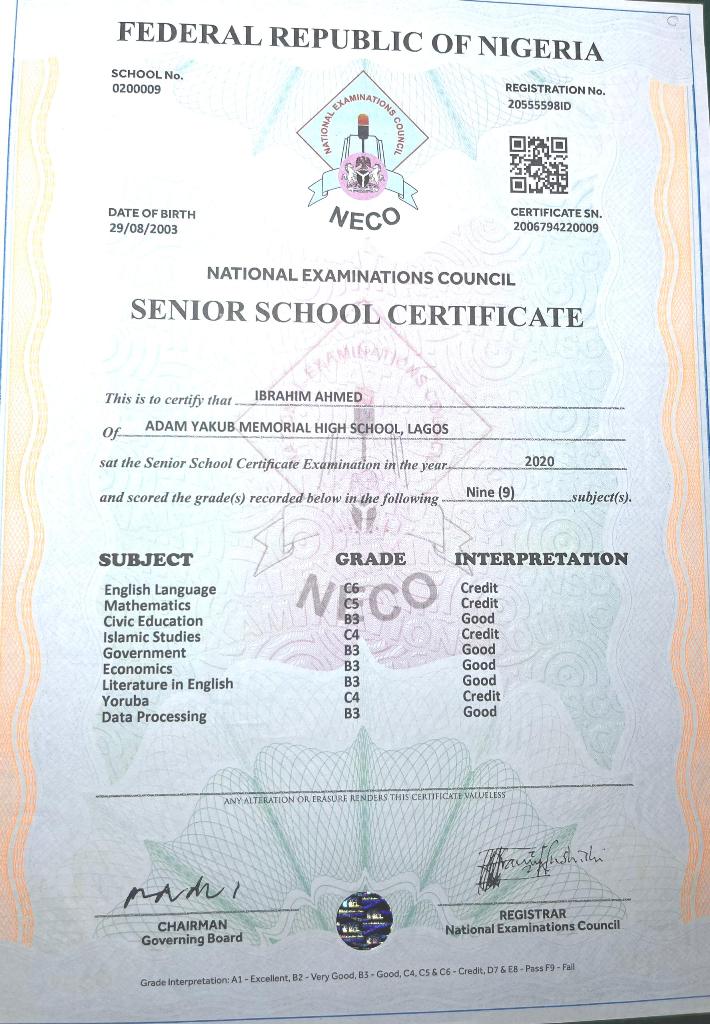 FEDERAL REPUBLIC OF NIGERIA
SCHOOL No.
0200009
REGISTRATION No.
20555598ID
NATIONAL EXAMINATIONS COUNCIL
NECO
DATE OF BIRTH
29/08/2003
CERTIFICATE SN.
2006794220009
NATIONAL EXAMINATIONS COUNCIL
SENIOR SCHOOL CERTIFICATE
This is to certify that IBRAHIM AHMED
Of ADAM YAKUB MEMORIAL HIGH SCHOOL, LAGOS
sat the Senior School Certificate Examination in the year 2020
and scored the grade(s) recorded below in the following Nine (9) subject(s).
SUBJECT GRADE INTERPRETATION
English Language C6 Credit
Mathematics C5 Credit
Civic Education B3 Good
Islamic Studies C4 Credit
Government B3 Good
Economics B3 Good
Literature in English B3 Good
Yoruba C4 Credit
Data Processing B3 Good
NECO
ANY ALTERATION OR ERASURE RENDERS THIS CERTIFICATE VALUELESS
CHAIRMAN
Governing Board
REGISTRAR
National Examinations Council
Grade Interpretation: A1 - Excellent, B2 - Very Good, B3 - Good, C4, C5 & C6 - Credit, D7 & E8 - Pass F9 - Fail